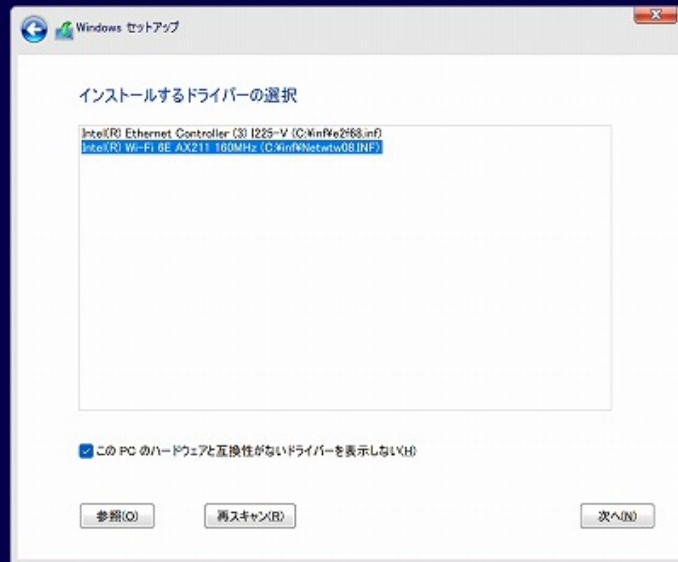 Windows セットアップ
インストールするドライバーの選択
Intel(R) Ethernet Controller (3) I225-V (C:¥inf¥e2f68.inf)
Intel(R) Wi-Fi 6E AX211 160MHz (C:¥inf¥Netwtw08.INF)
この PC のハードウェアと互換性がないドライバーを表示しない(H)
参照(O)
再スキャン(R)
次へ(N)